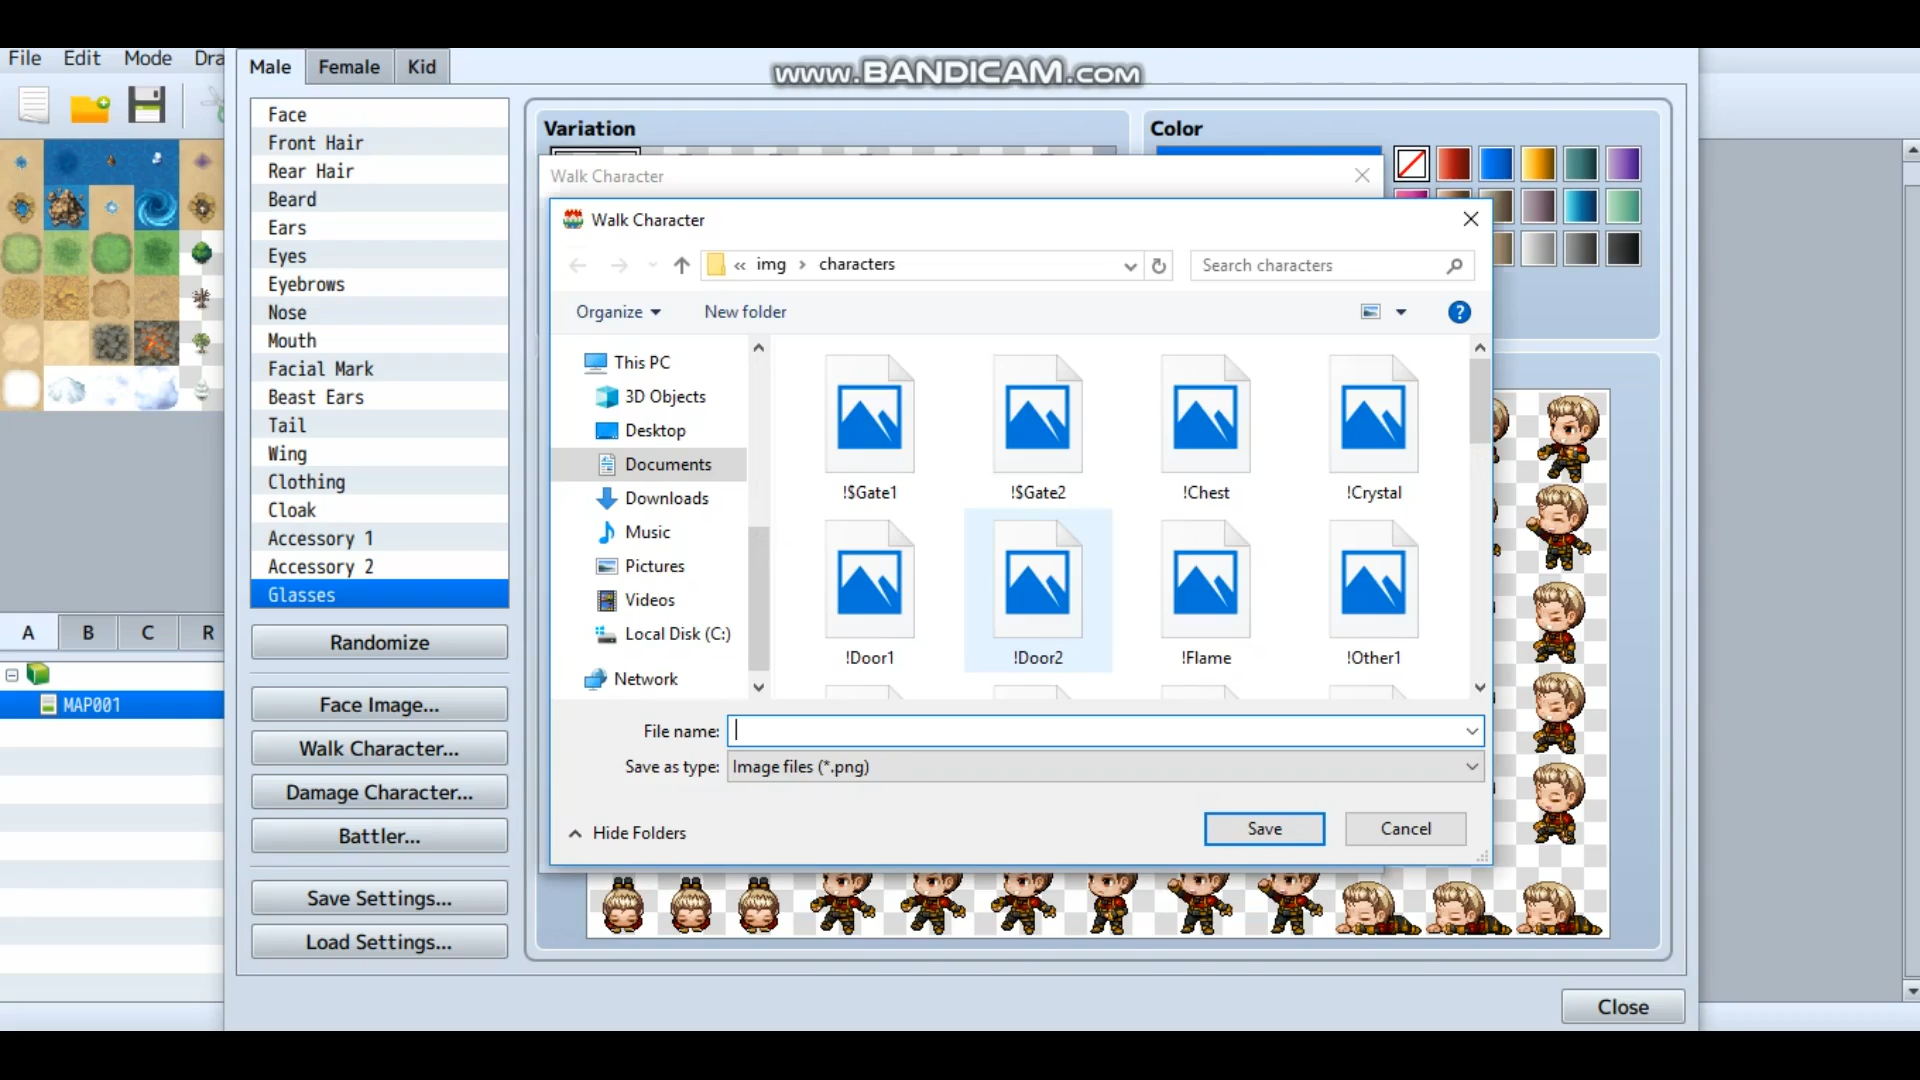 www.BANDICAM.com
File Edit Mode Dra
Male Female Kid
Face
Front Hair
Rear Hair
Beard
Ears
Eyes
Eyebrows
Nose
Mouth
Facial Mark
Beast Ears
Tail
Wing
Clothing
Cloak
Accessory 1
Accessory 2
Glasses
Randomize
Face Image...
Walk Character...
Damage Character...
Battler...
Save Settings...
Load Settings...
A B C R
MAP001
Variation
Color
Walk Character
Walk Character
« img › characters
Search characters
Organize
New folder
This PC
3D Objects
Desktop
Documents
Downloads
Music
Pictures
Videos
Local Disk (C:)
Network
!$Gate1
!$Gate2
!Chest
!Crystal
!Door1
!Door2
!Flame
!Other1
File name:
Save as type: Image files (*.png)
Hide Folders
Save
Cancel
Close